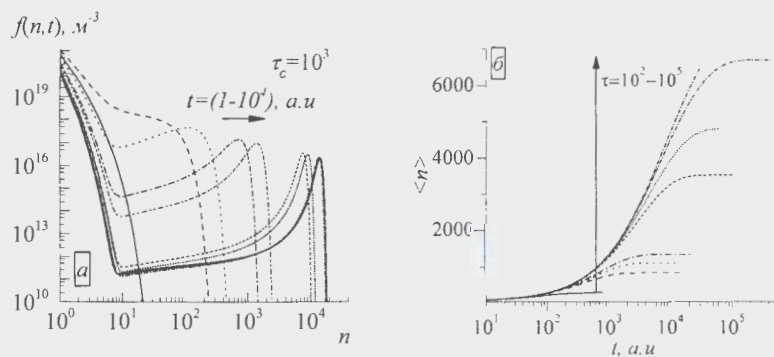 f(n,t), м⁻³
τc=10³
t=(1-10⁴), а.u
10¹⁹
10¹⁶
10¹³
10¹⁰
а
10⁰ 10¹ 10² 10³ 10⁴
n
б
τ=10²–10⁵
<n>
6000
4000
2000
10¹ 10² 10³ 10⁴ 10⁵
t, а.u